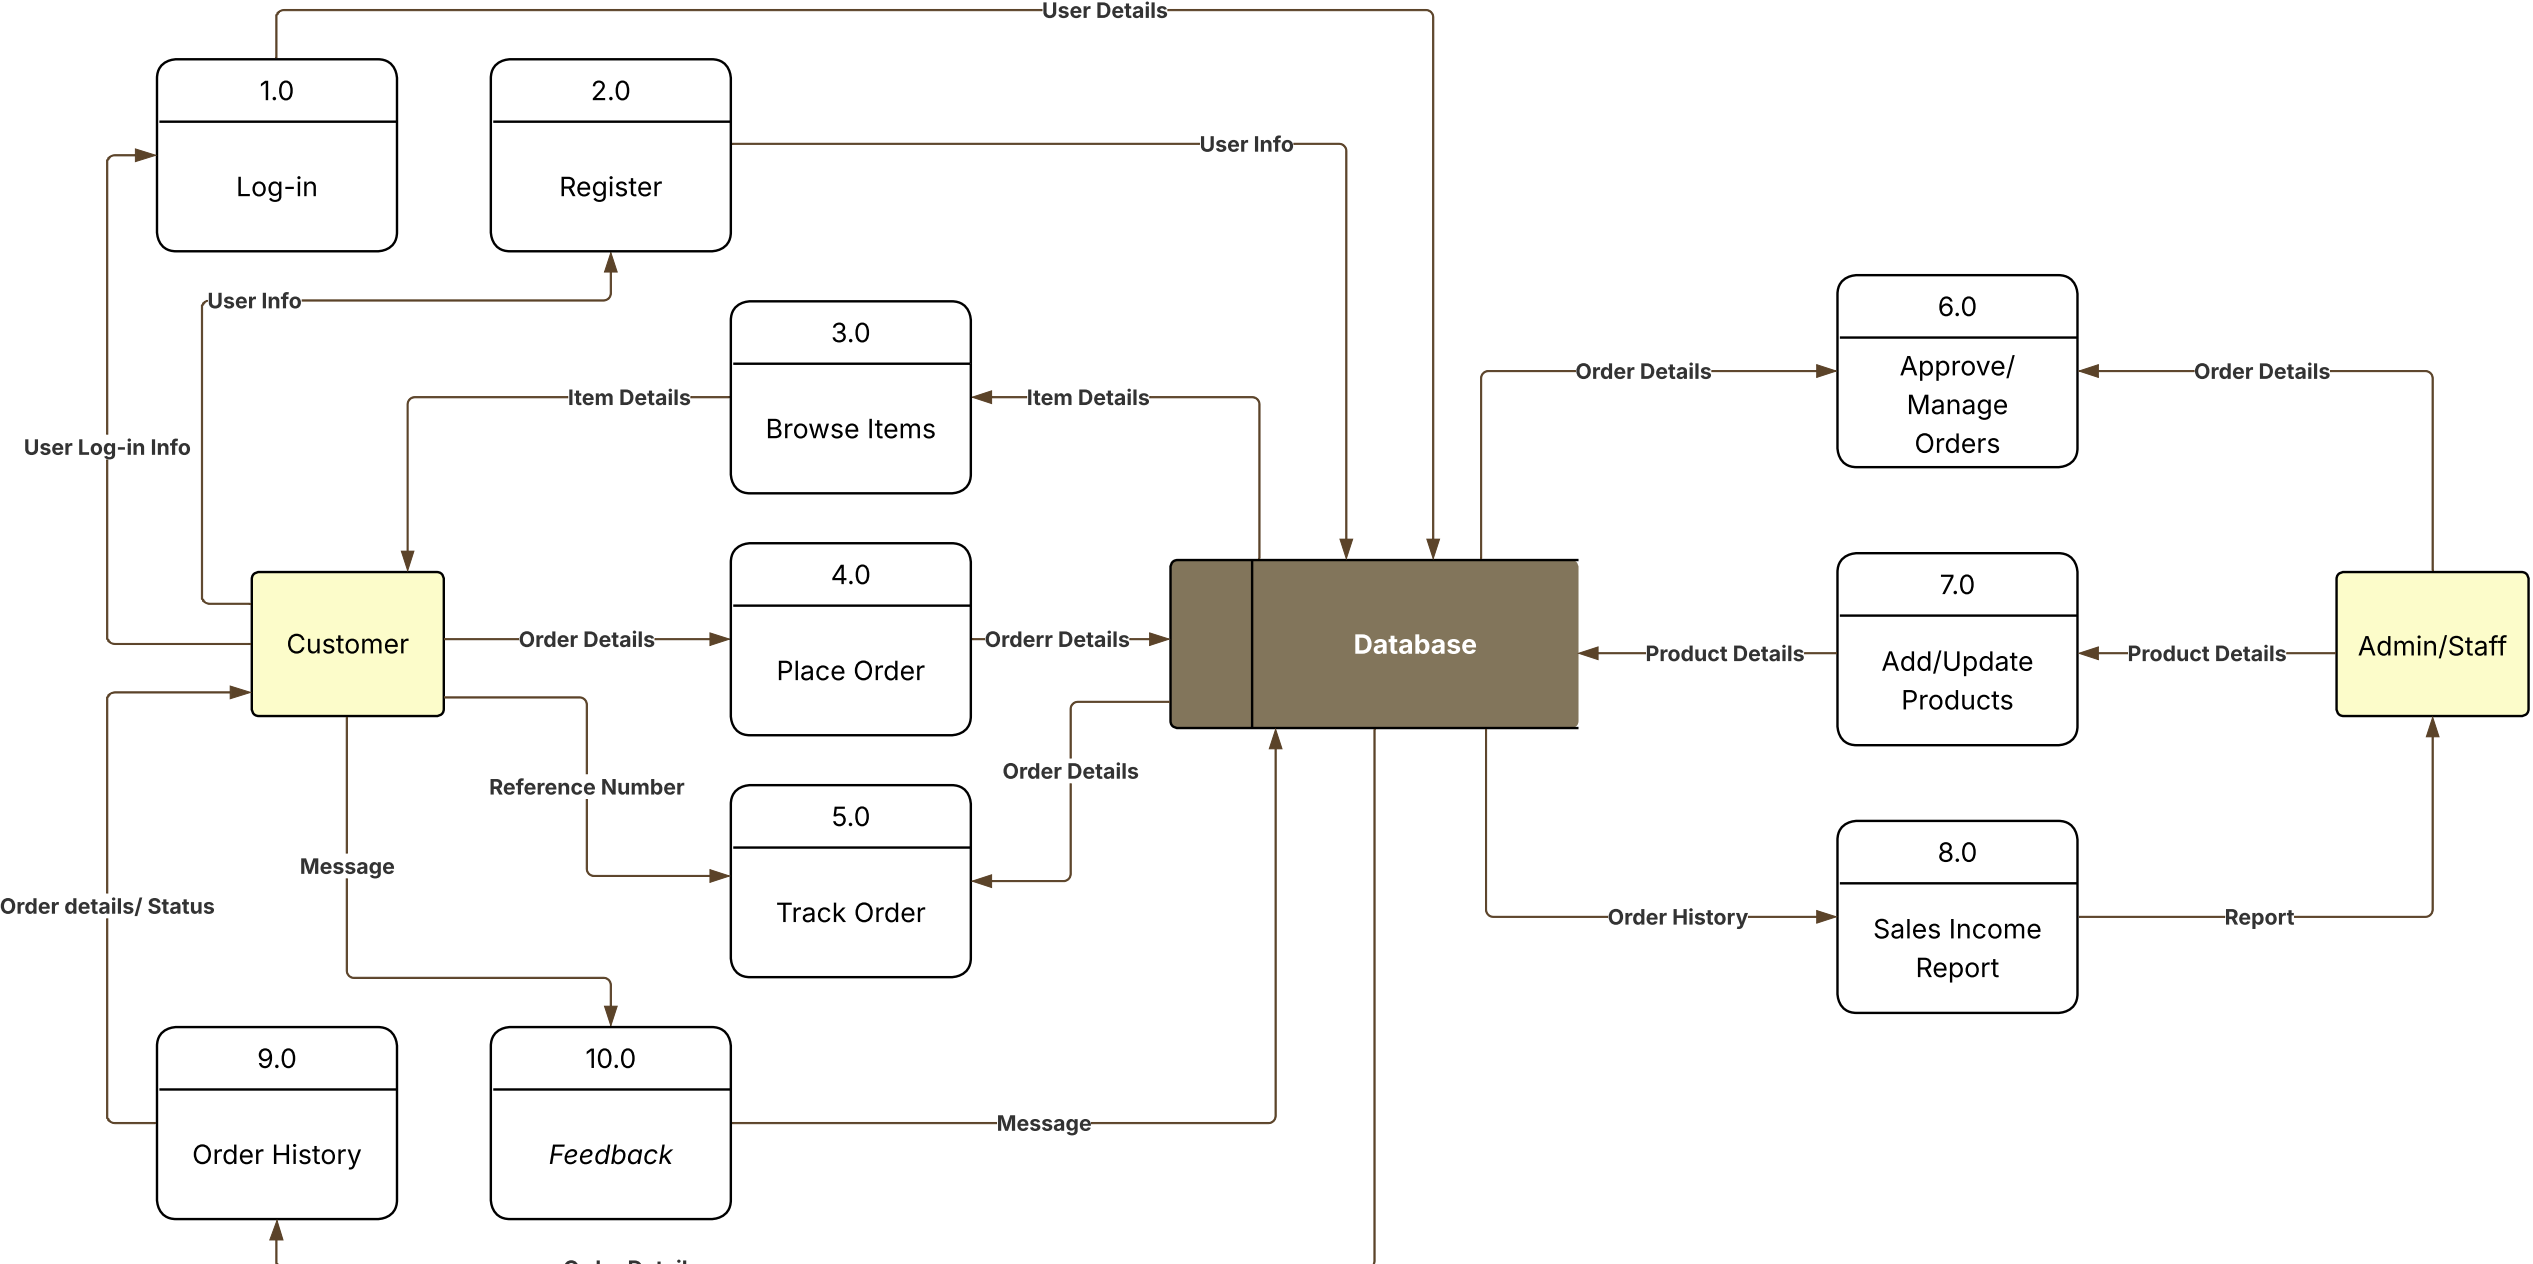 User Details
1.0
Log-in
2.0
Register
User Info
User Info
3.0
Browse Items
Item Details
Item Details
6.0
Approve/
Manage
Orders
Order Details
Order Details
User Log-in Info
Customer
4.0
Place Order
Order Details
Orderr Details
Database
7.0
Add/Update
Products
Product Details
Product Details
Admin/Staff
Reference Number
Order Details
5.0
Track Order
Message
Order details/ Status
8.0
Sales Income
Report
Order History
Report
9.0
Order History
10.0
Feedback
Message